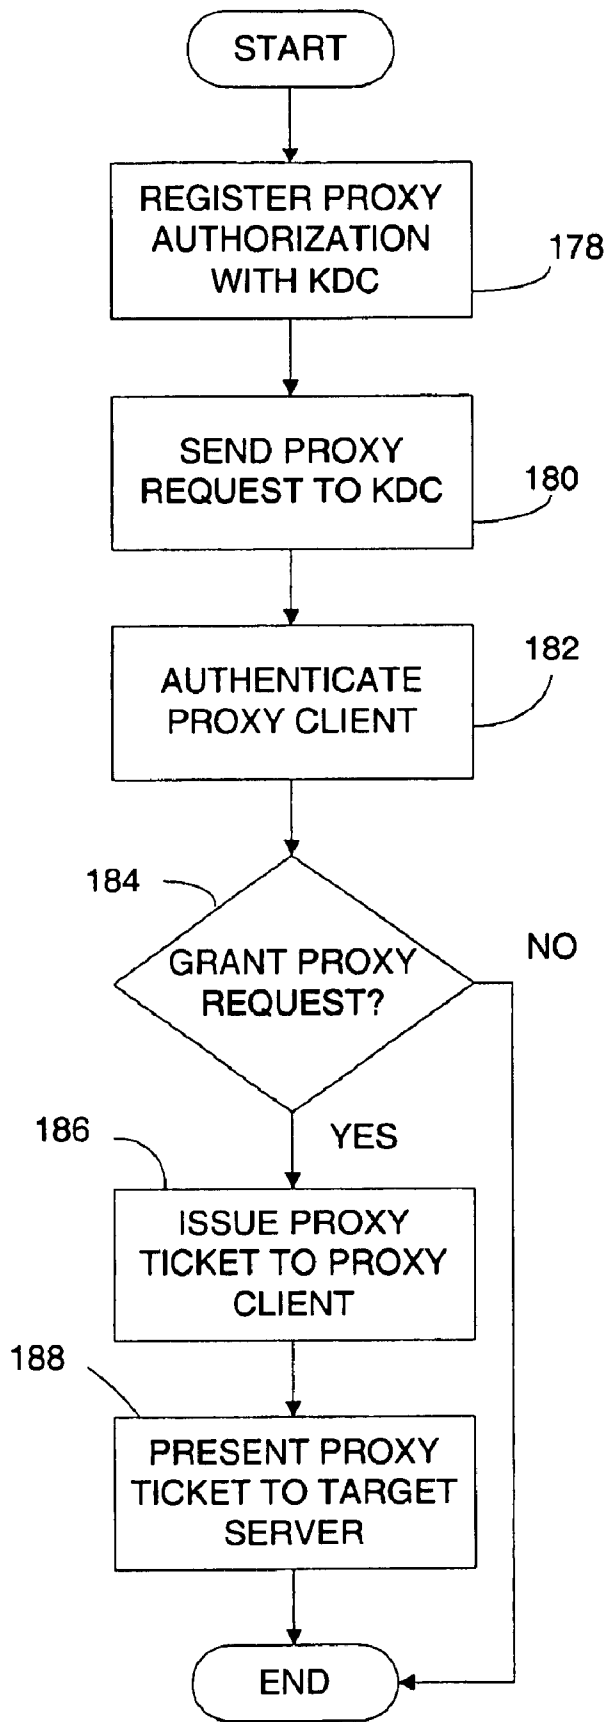 START
REGISTER PROXY
AUTHORIZATION
WITH KDC
178
SEND PROXY
REQUEST TO KDC
180
AUTHENTICATE
PROXY CLIENT
182
184
GRANT PROXY
REQUEST?
NO
YES
186
ISSUE PROXY
TICKET TO PROXY
CLIENT
188
PRESENT PROXY
TICKET TO TARGET
SERVER
END